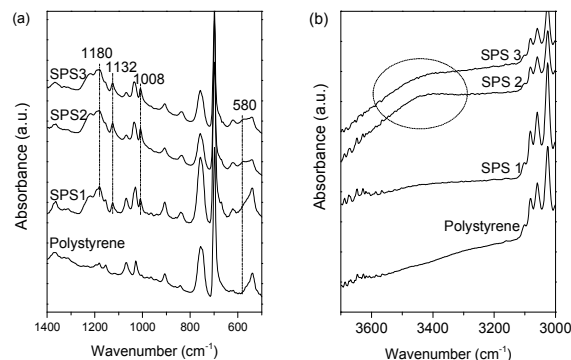 (a)
1180
1132
1008
580
SPS3
SPS2
SPS1
Polystyrene
Absorbance (a.u.)
1400 1200 1000 800 600
Wavenumber (cm⁻¹)
(b)
SPS 3
SPS 2
SPS 1
Polystyrene
Absorbance (a.u.)
3600 3400 3200 3000
Wavenumber (cm⁻¹)